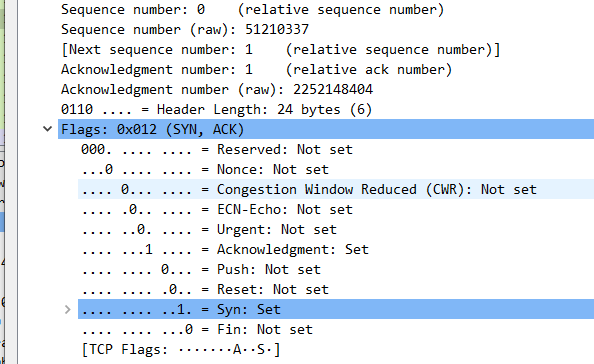 Sequence number: 0    (relative sequence number)
Sequence number (raw): 51210337
[Next sequence number: 1    (relative sequence number)]
Acknowledgment number: 1    (relative ack number)
Acknowledgment number (raw): 2252148404
0110 .... = Header Length: 24 bytes (6)
Flags: 0x012 (SYN, ACK)
000. .... .... = Reserved: Not set
...0 .... .... = Nonce: Not set
.... 0... .... = Congestion Window Reduced (CWR): Not set
.... .0.. .... = ECN-Echo: Not set
.... ..0. .... = Urgent: Not set
.... ...1 .... = Acknowledgment: Set
.... .... 0... = Push: Not set
.... .... .0.. = Reset: Not set
.... .... ..1. = Syn: Set
.... .... ...0 = Fin: Not set
[TCP Flags: ·······A··S·]